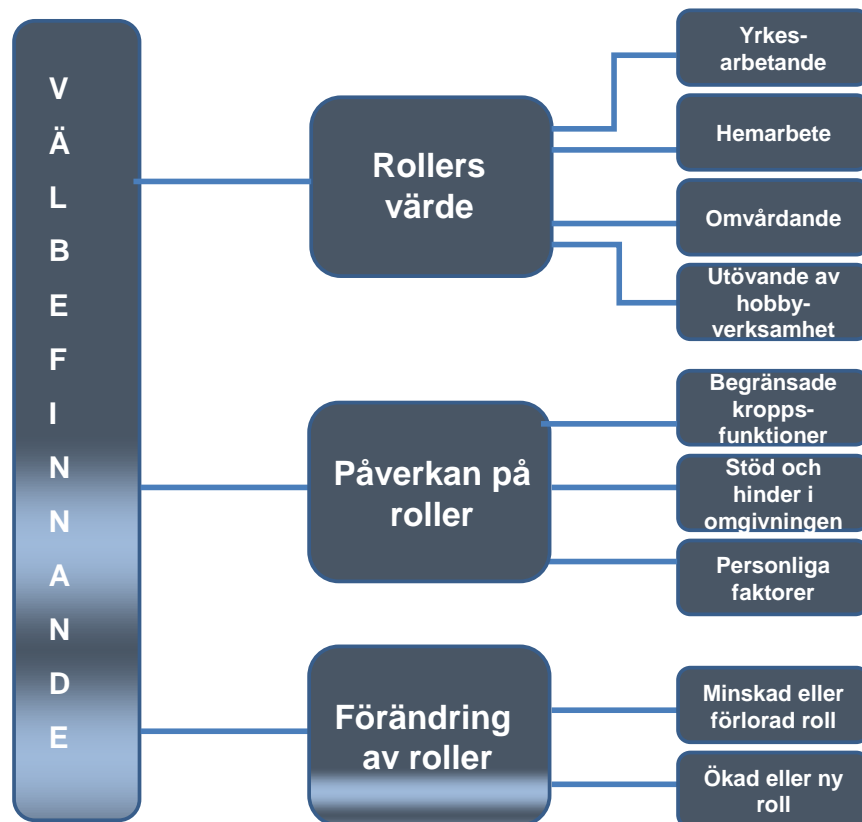 V
Ä
L
B
E
F
I
N
N
A
N
D
E
Rollers
värde
Yrkes-
arbetande
Hemarbete
Omvårdande
Utövande av
hobby-
verksamhet
Påverkan på
roller
Begränsade
kropps-
funktioner
Stöd och
hinder i
omgivningen
Personliga
faktorer
Förändring
av roller
Minskad eller
förlorad roll
Ökad eller ny
roll